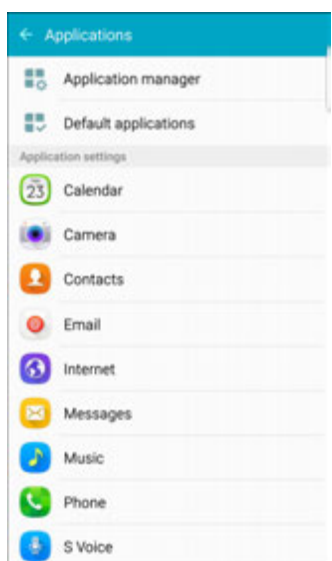 Applications
Application manager
Default applications
Application settings
23
Calendar
Camera
Contacts
Email
Internet
Messages
Music
Phone
S Voice